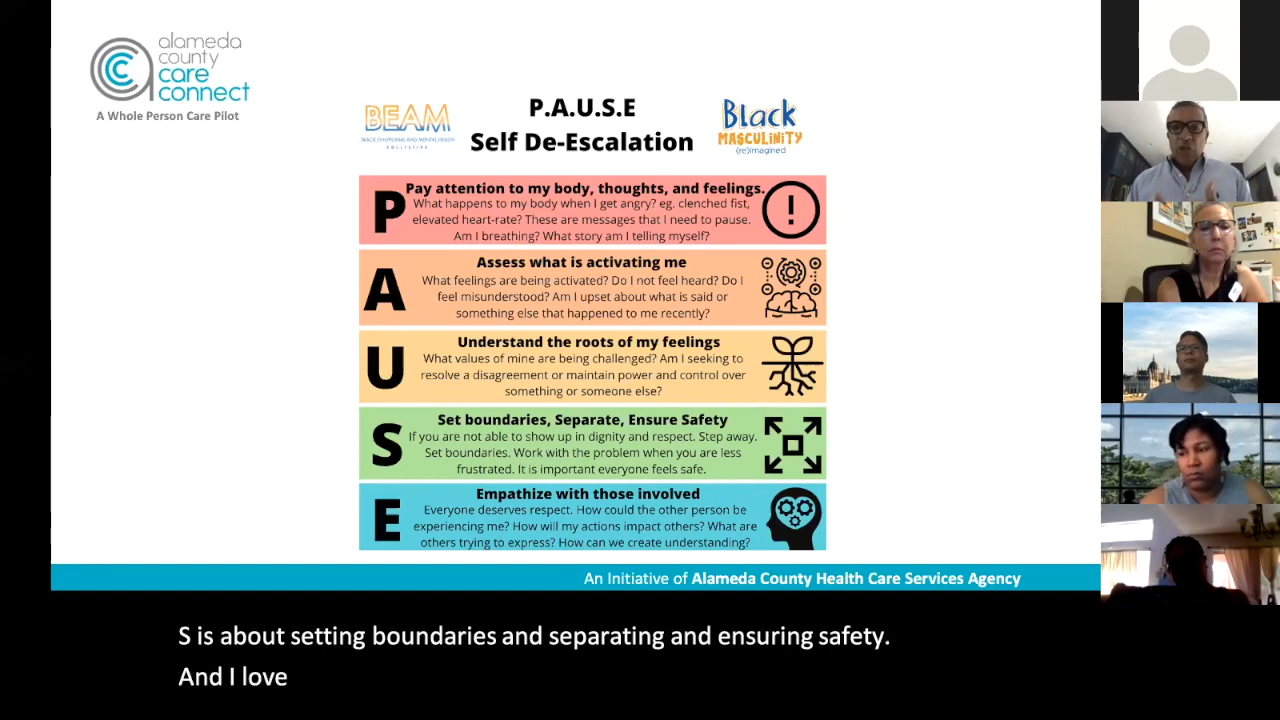 alameda
county
care
connect
A Whole Person Care Pilot
BEAM
BLACK EMOTIONAL AND MENTAL HEALTH
COLLECTIVE
P.A.U.S.E
Self De-Escalation
Black
MASCULINITY
(re)imagined
P
Pay attention to my body, thoughts, and feelings.
What happens to my body when I get angry? eg. clenched fist,
elevated heart-rate? These are messages that I need to pause.
Am I breathing? What story am I telling myself?
!
A
Assess what is activating me
What feelings are being activated? Do I not feel heard? Do I
feel misunderstood? Am I upset about what is said or
something else that happened to me recently?
U
Understand the roots of my feelings
What values of mine are being challenged? Am I seeking to
resolve a disagreement or maintain power and control over
something or someone else?
S
Set boundaries, Separate, Ensure Safety
If you are not able to show up in dignity and respect. Step away.
Set boundaries. Work with the problem when you are less
frustrated. It is important everyone feels safe.
E
Empathize with those involved
Everyone deserves respect. How could the other person be
experiencing me? How will my actions impact others? What are
others trying to express? How can we create understanding?
An Initiative of Alameda County Health Care Services Agency
S is about setting boundaries and separating and ensuring safety.
And I love